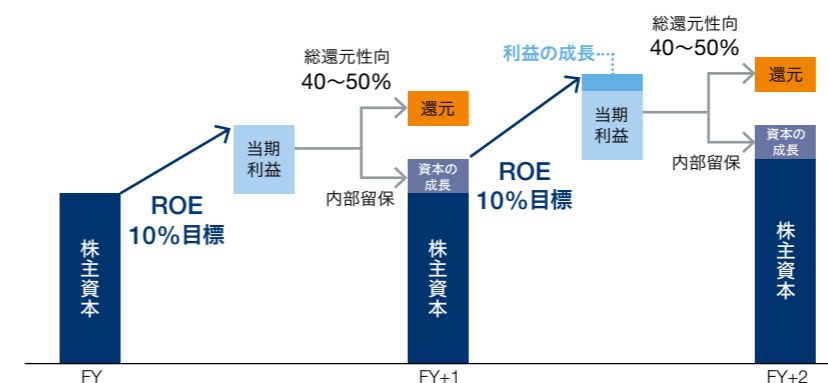 株主資本
FY
ROE
10%目標
当期
利益
総還元性向
40〜50%
内部留保
還元
資本の
成長
株主資本
FY+1
ROE
10%目標
利益の成長
当期
利益
総還元性向
40〜50%
内部留保
還元
資本の
成長
株主資本
FY+2